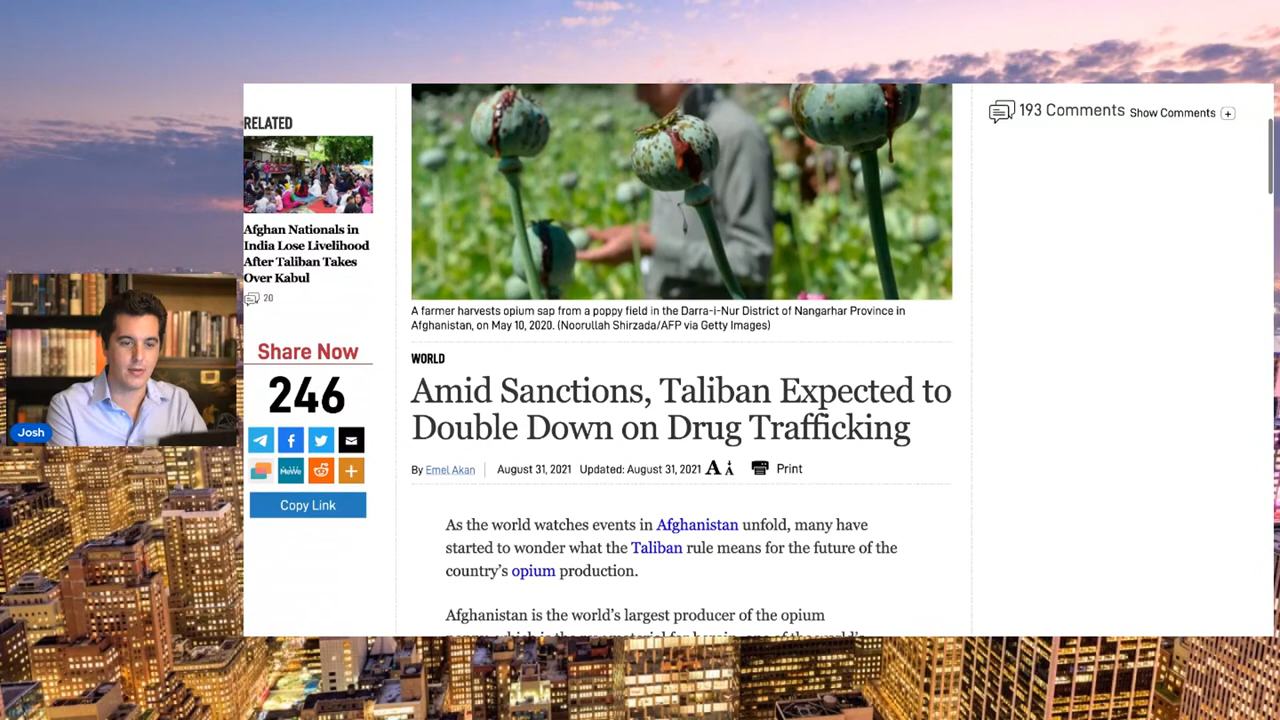 RELATED
Afghan Nationals in
India Lose Livelihood
After Taliban Takes
Over Kabul
20
Share Now
246
MeWe
Copy Link
Josh
A farmer harvests opium sap from a poppy field in the Darra-i-Nur District of Nangarhar Province in
Afghanistan, on May 10, 2020. (Noorullah Shirzada/AFP via Getty Images)
WORLD
Amid Sanctions, Taliban Expected to
Double Down on Drug Trafficking
By Emel Akan August 31, 2021 Updated: August 31, 2021 A A Print
As the world watches events in Afghanistan unfold, many have
started to wonder what the Taliban rule means for the future of the
country's opium production.
Afghanistan is the world's largest producer of the opium
193 Comments Show Comments +